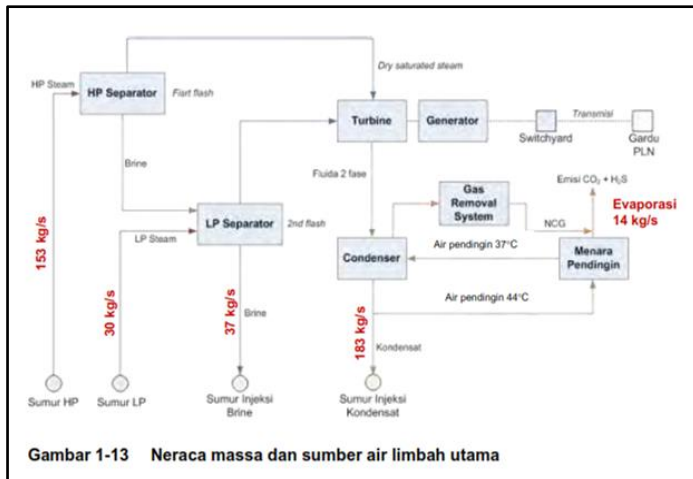 Dry saturated steam
HP Steam
HP Separator
Fisrt flash
Turbine
Generator
Transmisi
Switchyard
Gardu
PLN
Brine
Fluida 2 fase
Emisi CO₂ + H₂S
Gas
Removal
System
Evaporasi
14 kg/s
LP Separator
2nd flash
NCG
153 kg/s
LP Steam
Condenser
Air pendingin 37°C
Menara
Pendingin
30 kg/s
37 kg/s
Brine
183 kg/s
Air pendingin 44°C
Kondensat
Sumur HP
Sumur LP
Sumur Injeksi
Brine
Sumur Injeksi
Kondensat
Gambar 1-13 Neraca massa dan sumber air limbah utama